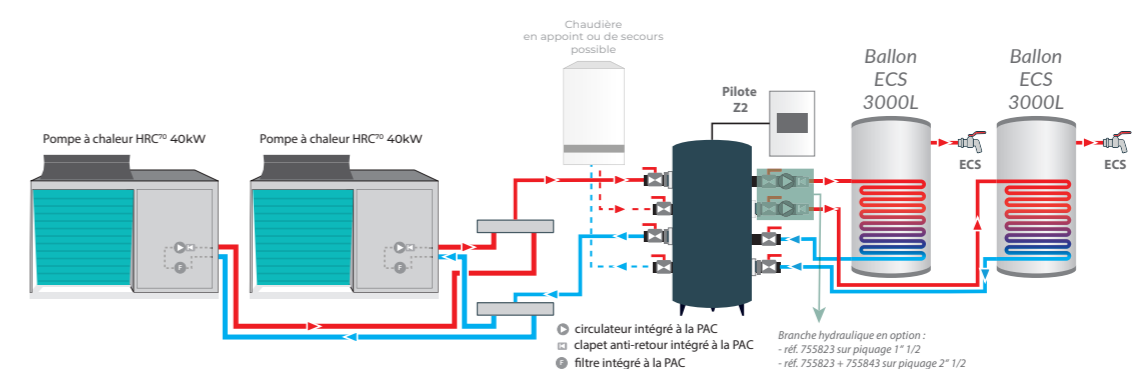 Chaudière
en appoint ou de secours
possible
Ballon
ECS
3000L
Ballon
ECS
3000L
Pilote
Z2
Pompe à chaleur HRC⁷⁰ 40kW
Pompe à chaleur HRC⁷⁰ 40kW
ECS
ECS
F
F
circulateur intégré à la PAC
clapet anti-retour intégré à la PAC
F filtre intégré à la PAC
Branche hydraulique en option :
- réf. 755823 sur piquage 1" 1/2
- réf. 755823 + 755843 sur piquage 2" 1/2